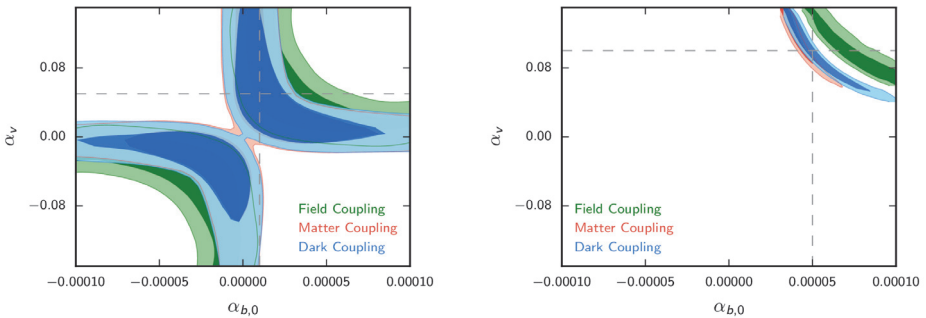 α_v
0.08
0.00
−0.08
Field Coupling
Matter Coupling
Dark Coupling
−0.00010 −0.00005 0.00000 0.00005 0.00010
α_{b,0}
α_v
0.08
0.00
−0.08
Field Coupling
Matter Coupling
Dark Coupling
−0.00010 −0.00005 0.00000 0.00005 0.00010
α_{b,0}